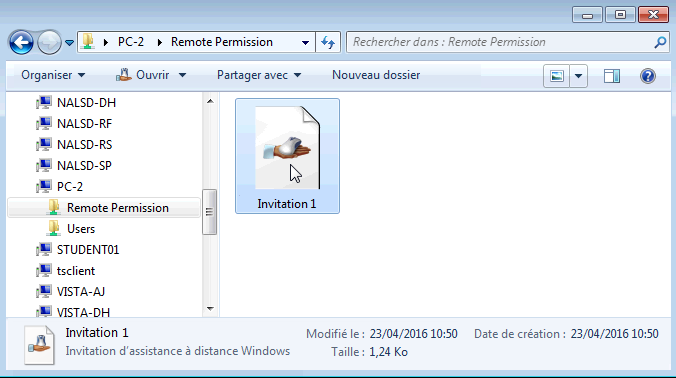 PC-2 Remote Permission
Rechercher dans : Remote Permission
Organiser Ouvrir Partager avec Nouveau dossier
NALSD-DH
NALSD-RF
NALSD-RS
NALSD-SP
PC-2
Remote Permission
Users
STUDENT01
tsclient
VISTA-AJ
VISTA-DH
Invitation 1
Invitation 1 Modifié le : 23/04/2016 10:50 Date de création : 23/04/2016 10:50
Invitation d'assistance à distance Windows Taille : 1,24 Ko